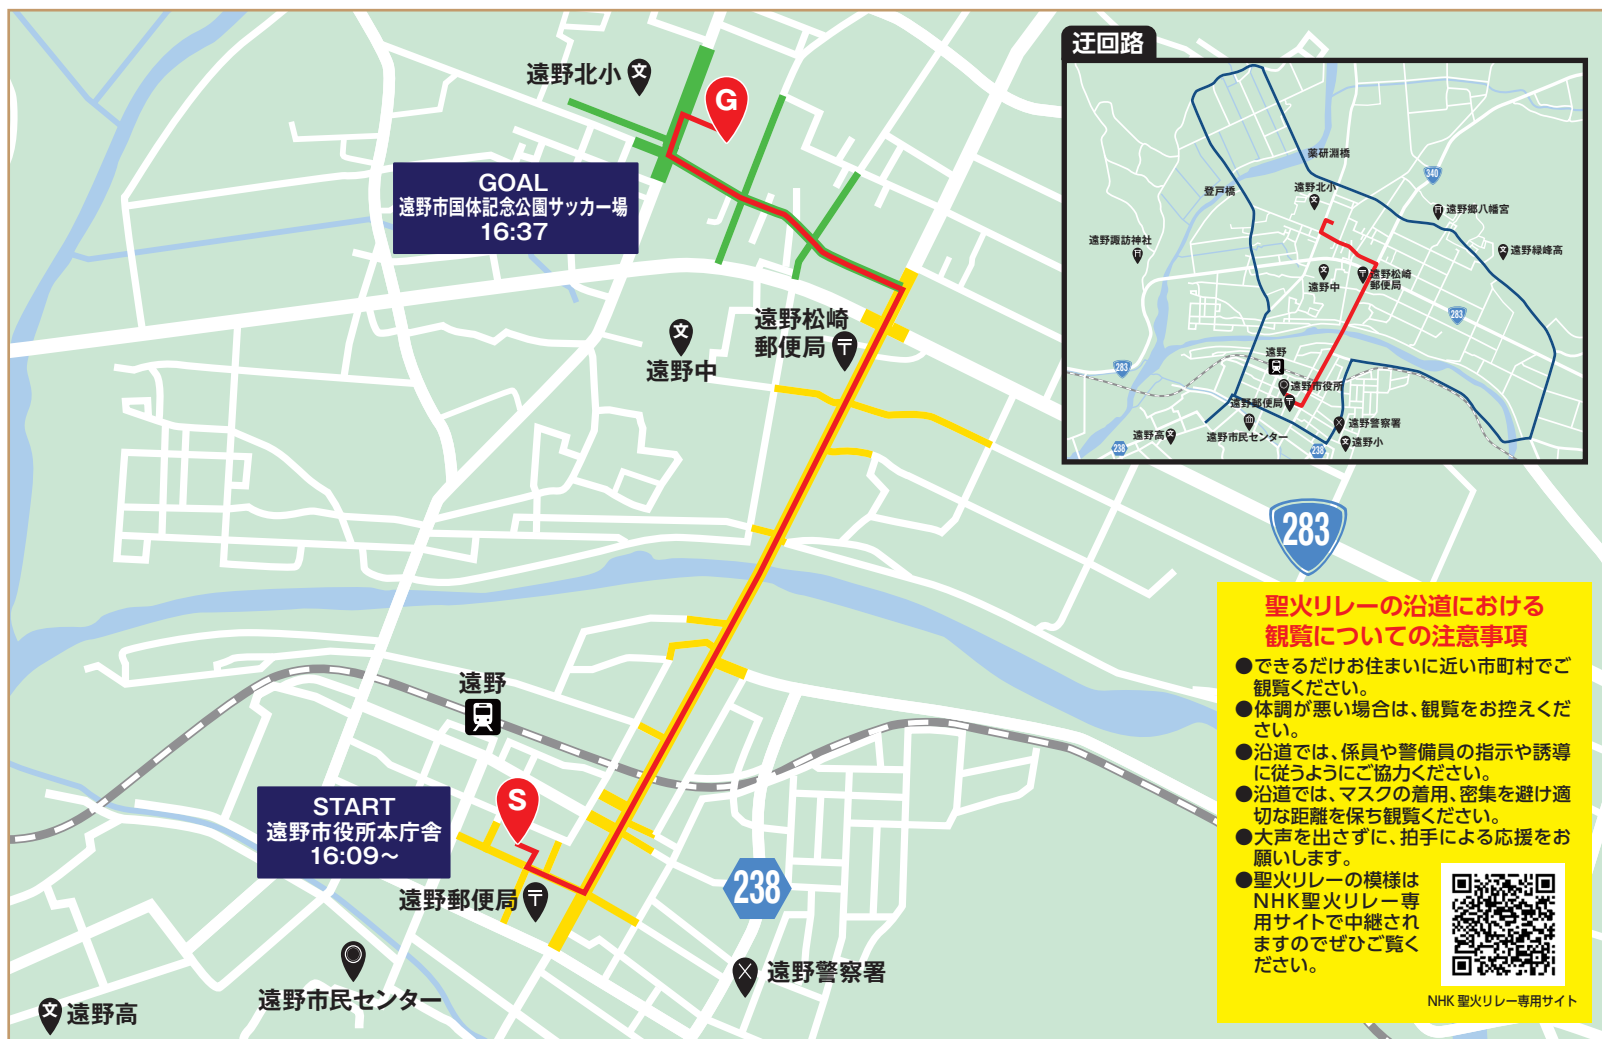 遠野北小
G
GOAL
遠野市国体記念公園サッカー場
16:37
遠野松崎
郵便局
遠野中
遠野
S
START
遠野市役所本庁舎
16:09～
遠野郵便局
238
遠野警察署
遠野市民センター
遠野高
迂回路
薬研淵橋
登戸橋
遠野北小
340
遠野郷八幡宮
遠野諏訪神社
遠野緑峰高
遠野松崎
郵便局
遠野中
283
遠野
283
遠野市役所
遠野郵便局
遠野警察署
遠野高
遠野市民センター
遠野小
238
238
283
聖火リレーの沿道における
観覧についての注意事項
●できるだけお住まいに近い市町村でご
観覧ください。
●体調が悪い場合は、観覧をお控えくだ
さい。
●沿道では、係員や警備員の指示や誘導
に従うようにご協力ください。
●沿道では、マスクの着用、密集を避け適
切な距離を保ち観覧ください。
●大声を出さずに、拍手による応援をお
願いします。
●聖火リレーの模様は
NHK聖火リレー専
用サイトで中継され
ますのでぜひご覧く
ださい。
NHK 聖火リレー専用サイト